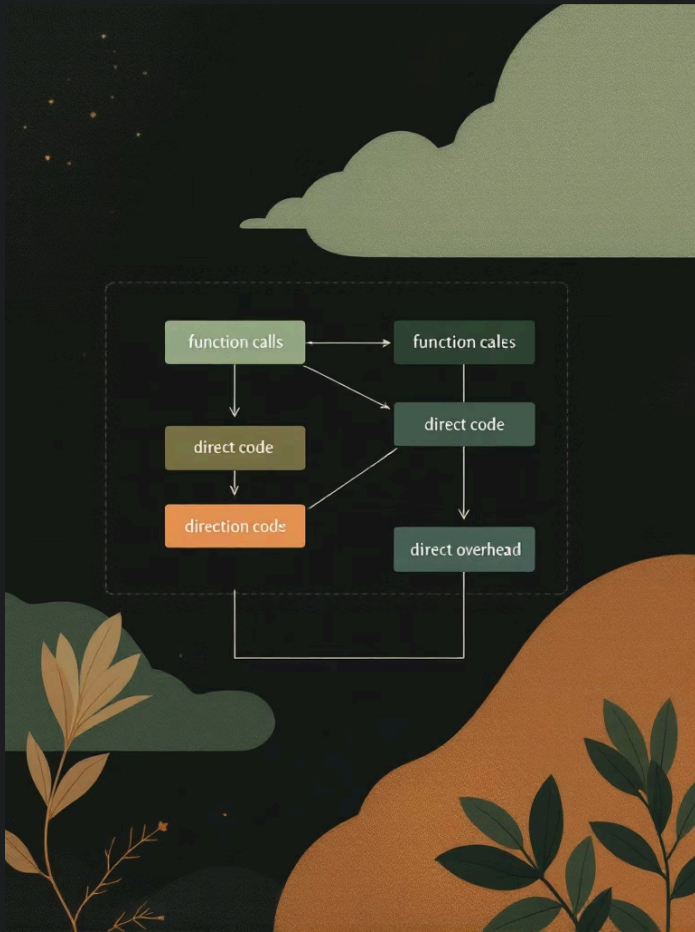 function calls
function cales
direct code
direct code
direction code
direct overhead